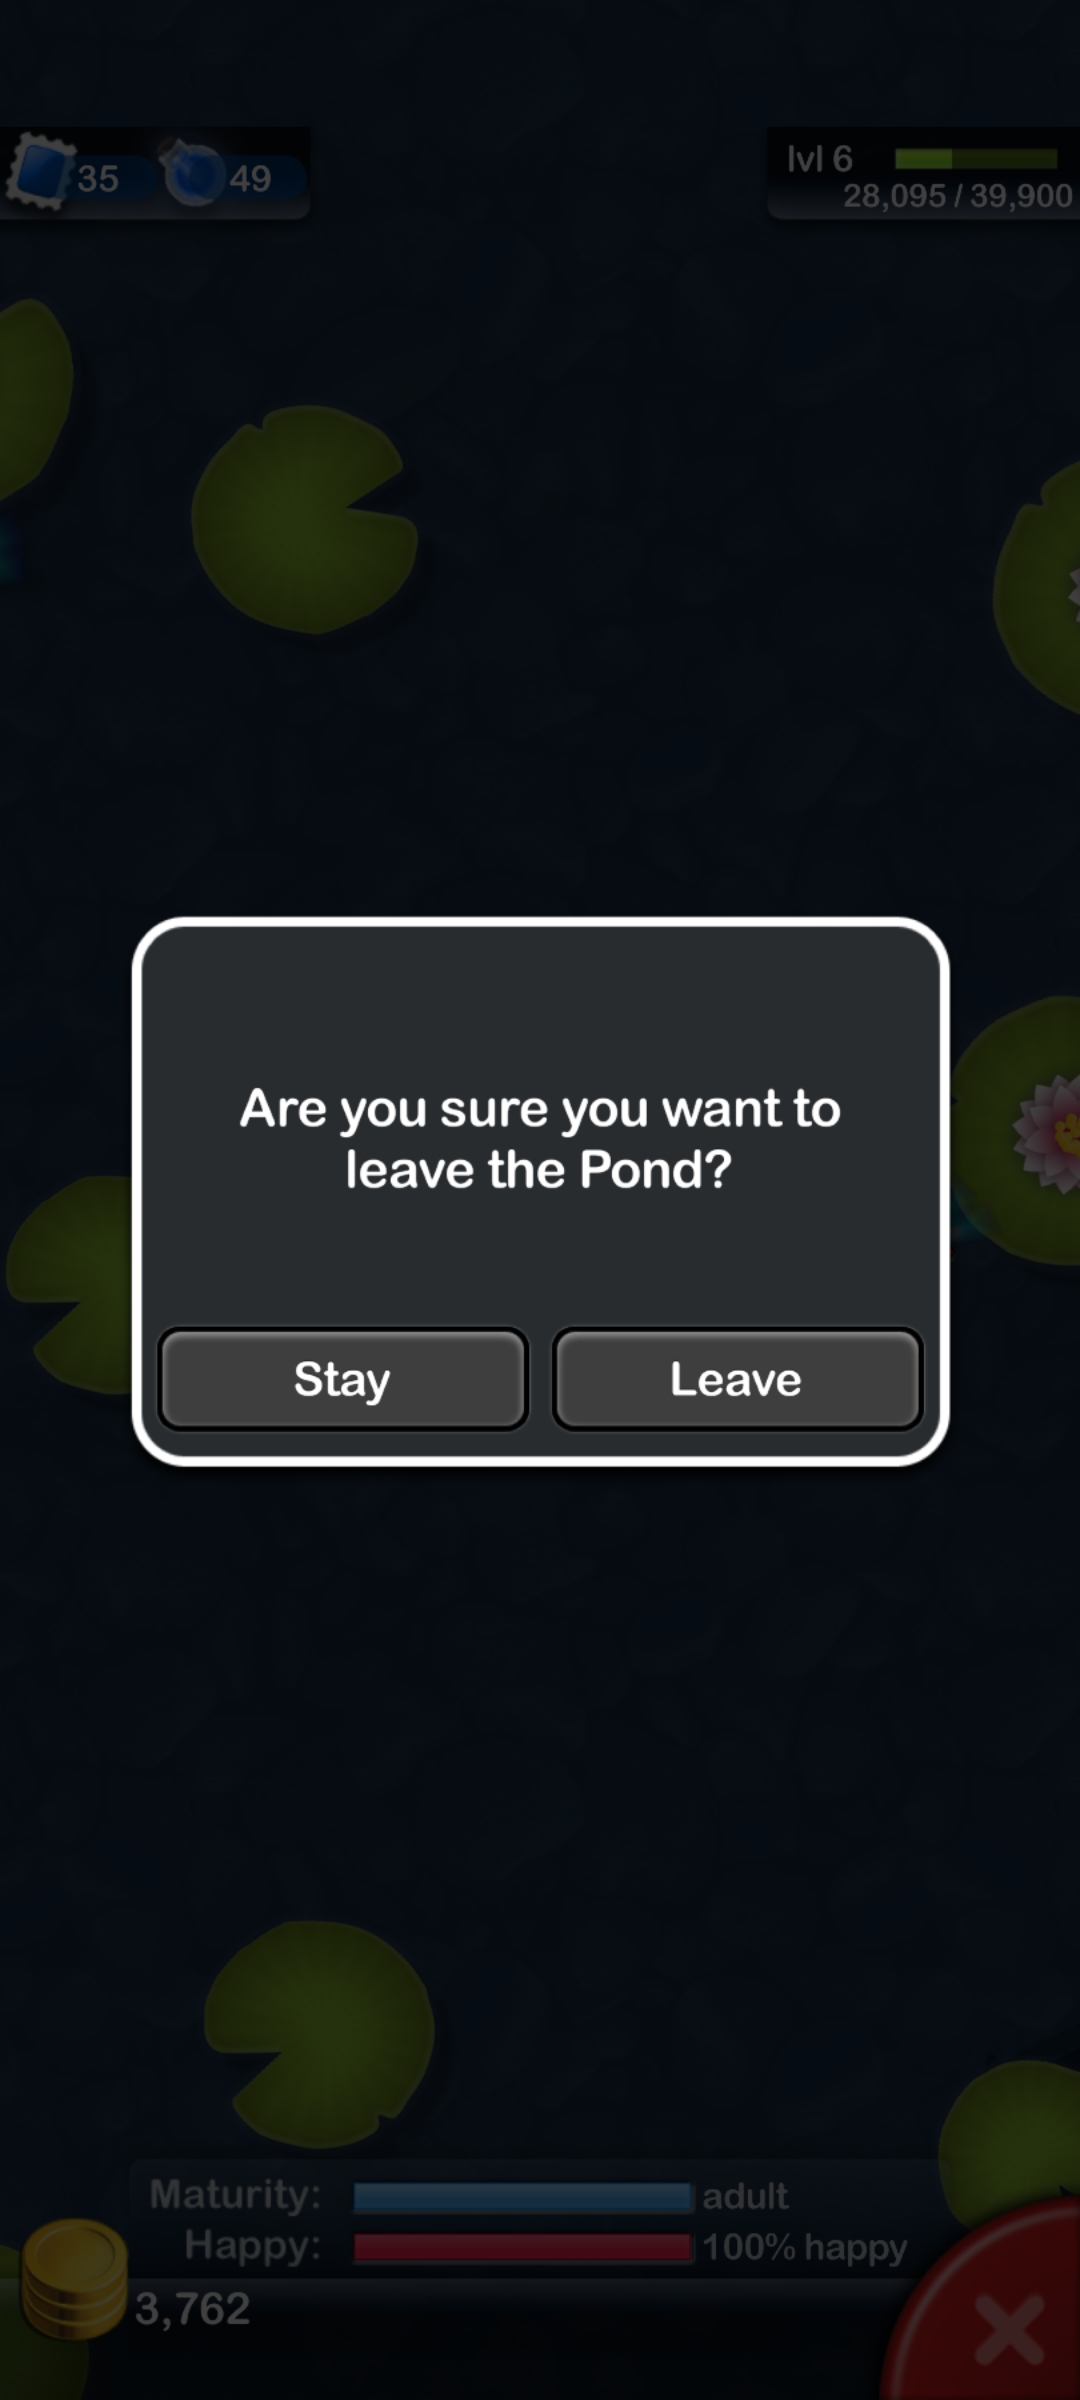 35 49 lvl 6
28,095 / 39,900
Are you sure you want to
leave the Pond?
Stay Leave
Maturity: adult
Happy: 100% happy
3,762